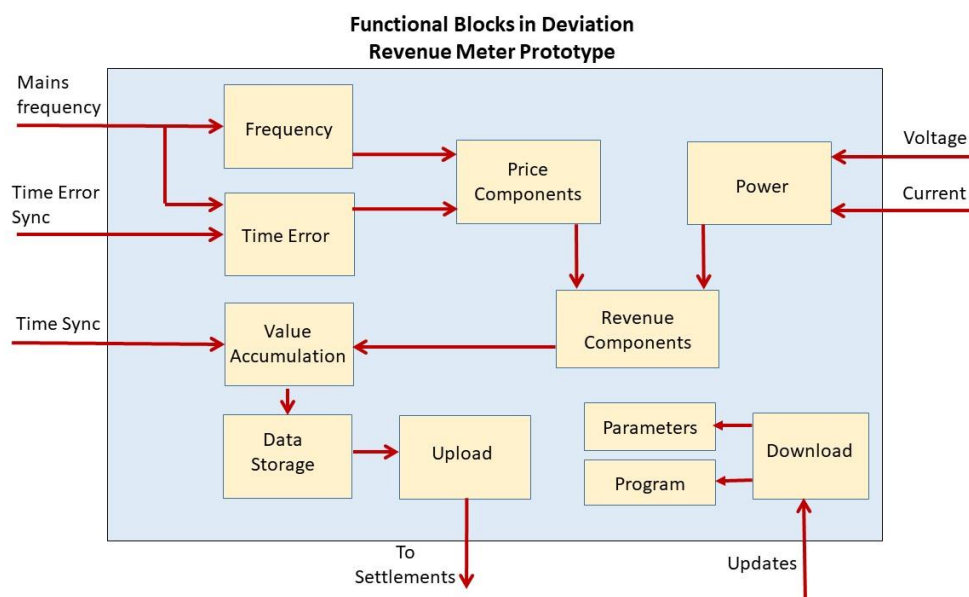 Functional Blocks in Deviation
Revenue Meter Prototype
Mains
frequency
Frequency
Price
Components
Power
Voltage
Current
Time Error
Sync
Time Error
Time Sync
Value
Accumulation
Revenue
Components
Data
Storage
Upload
Parameters
Program
Download
To
Settlements
Updates